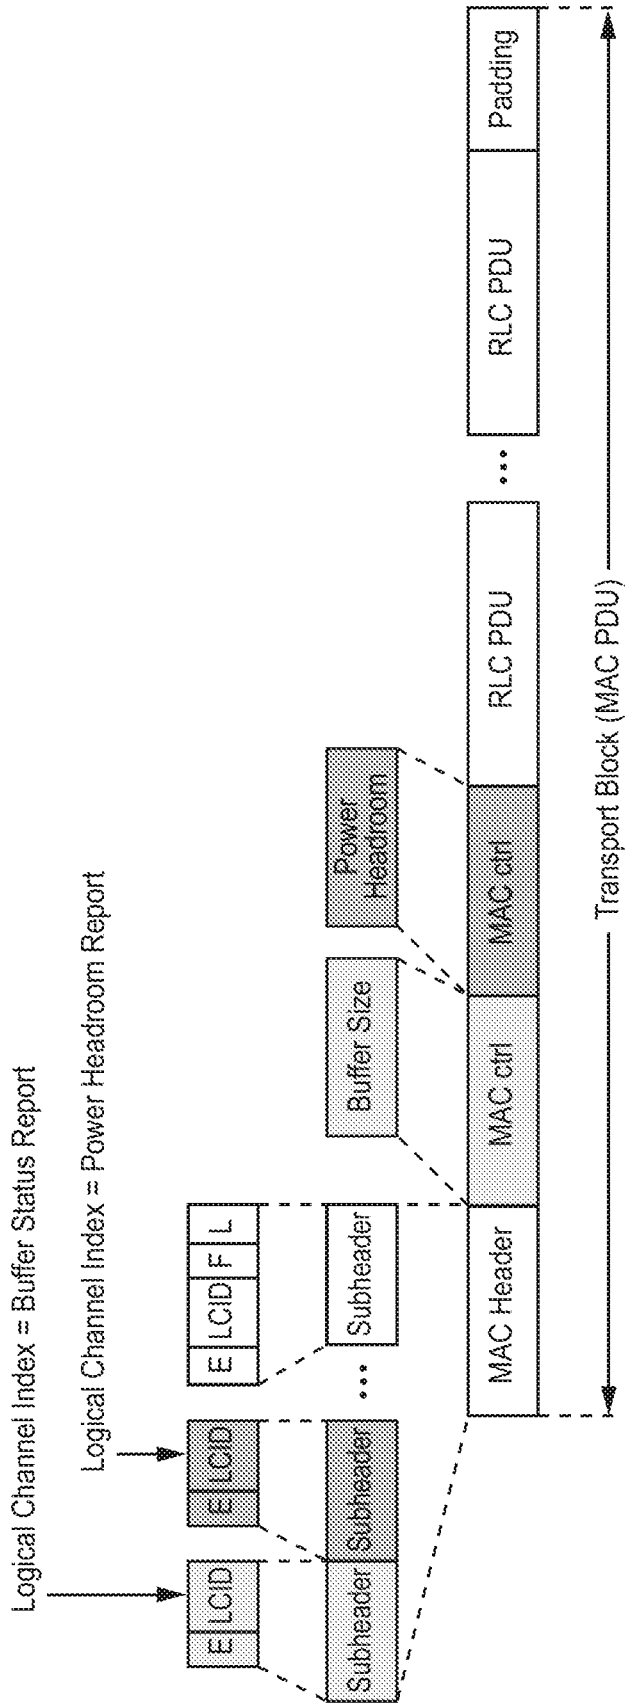 Logical Channel Index = Buffer Status Report
Logical Channel Index = Power Headroom Report
E LCID
E LCID
E LCID F L
Subheader
Subheader
...
Subheader
Buffer Size
Power
Headroom
MAC Header
MAC ctrl
MAC ctrl
RLC PDU
...
RLC PDU
Padding
Transport Block (MAC PDU)